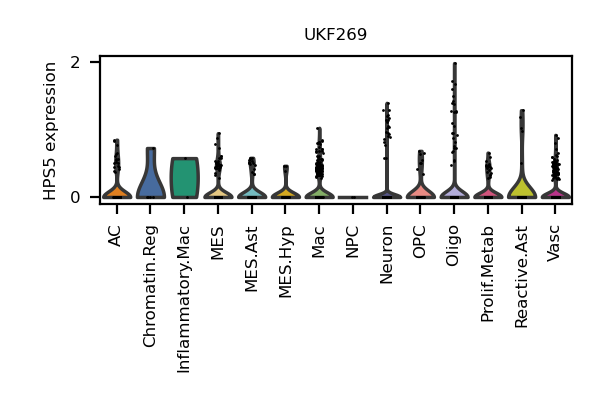 UKF269
HPS5 expression
2
0
AC
Chromatin.Reg
Inflammatory.Mac
MES
MES.Ast
MES.Hyp
Mac
NPC
Neuron
OPC
Oligo
Prolif.Metab
Reactive.Ast
Vasc